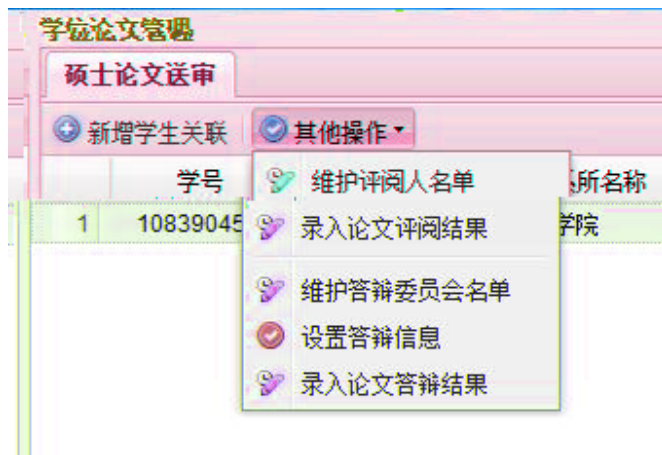 学位论文管理
硕士论文送审
新增学生关联 其他操作
学号 系所名称
维护评阅人名单
1 10839045 学院
录入论文评阅结果
维护答辩委员会名单
设置答辩信息
录入论文答辩结果